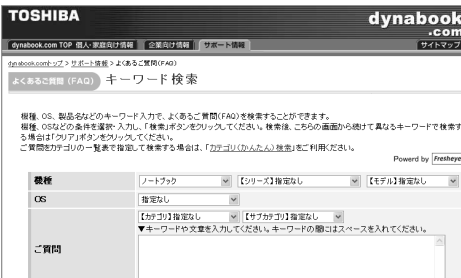 TOSHIBA
dynabook
.com
dynabook.com TOP 個人・家庭向け情報 企業向け情報 サポート情報 サイトマップ
dynabook.comトップ > サポート情報 > よくあるご質問(FAQ)
よくあるご質問 (FAQ) キーワード検索
機種、OS、製品名などのキーワード入力で、よくあるご質問(FAQ)を検索することができます。
機種、OSなどの条件を選択・入力し、「検索」ボタンをクリックしてください。検索後、こちらの画面から続けて異なるキーワードで検索す
る場合は「クリア」ボタンをクリックしてください。
ご質問をカテゴリの一覧表で指定して検索する場合は、「カテゴリ(かんたん)検索」をご利用ください。
Powerd by Fresheye
機種 ノートブック 【シリーズ】指定なし 【モデル】指定なし
OS 指定なし
【カテゴリ】指定なし 【サブカテゴリ】指定なし
▼キーワードや文章を入力してください。キーワードの間にはスペースを入れてください。
ご質問